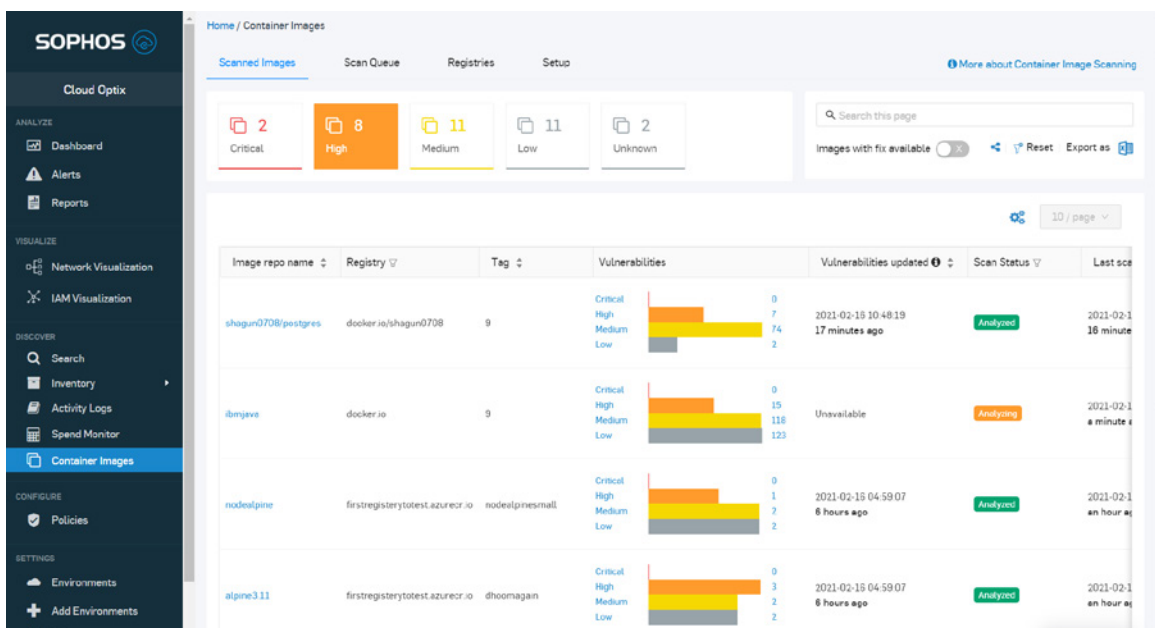 SOPHOS
Cloud Optix
ANALYZE
Dashboard
Alerts
Reports
VISUALIZE
Network Visualization
IAM Visualization
DISCOVER
Search
Inventory
Activity Logs
Spend Monitor
Container Images
CONFIGURE
Policies
SETTINGS
Environments
Add Environments
Home / Container Images
Scanned Images Scan Queue Registries Setup
More about Container Image Scanning
2 8 11 11 2
Critical High Medium Low Unknown
Search this page
Images with fix available X Reset Export as
10 / page
Image repo name Registry Tag Vulnerabilities Vulnerabilities updated Scan Status Last sca
shagun0708/postgres docker.io/shagun0708 9
Critical 0
High 7
Medium 74
Low 2
2021-02-16 10:48:19
17 minutes ago
Analyzed
2021-02-1
16 minute
ibmjava docker.io 9
Critical 0
High 15
Medium 118
Low 123
Unavailable
Analyzing
2021-02-1
a minute a
nodealpine firstregisterytotest.azurecr.io nodealpinesmall
Critical 0
High 1
Medium 2
Low 2
2021-02-16 04:59:07
6 hours ago
Analyzed
2021-02-1
an hour ag
alpine3.11 firstregisterytotest.azurecr.io dhoomagain
Critical 0
High 3
Medium 2
Low 2
2021-02-16 04:59:07
6 hours ago
Analyzed
2021-02-1
an hour ag